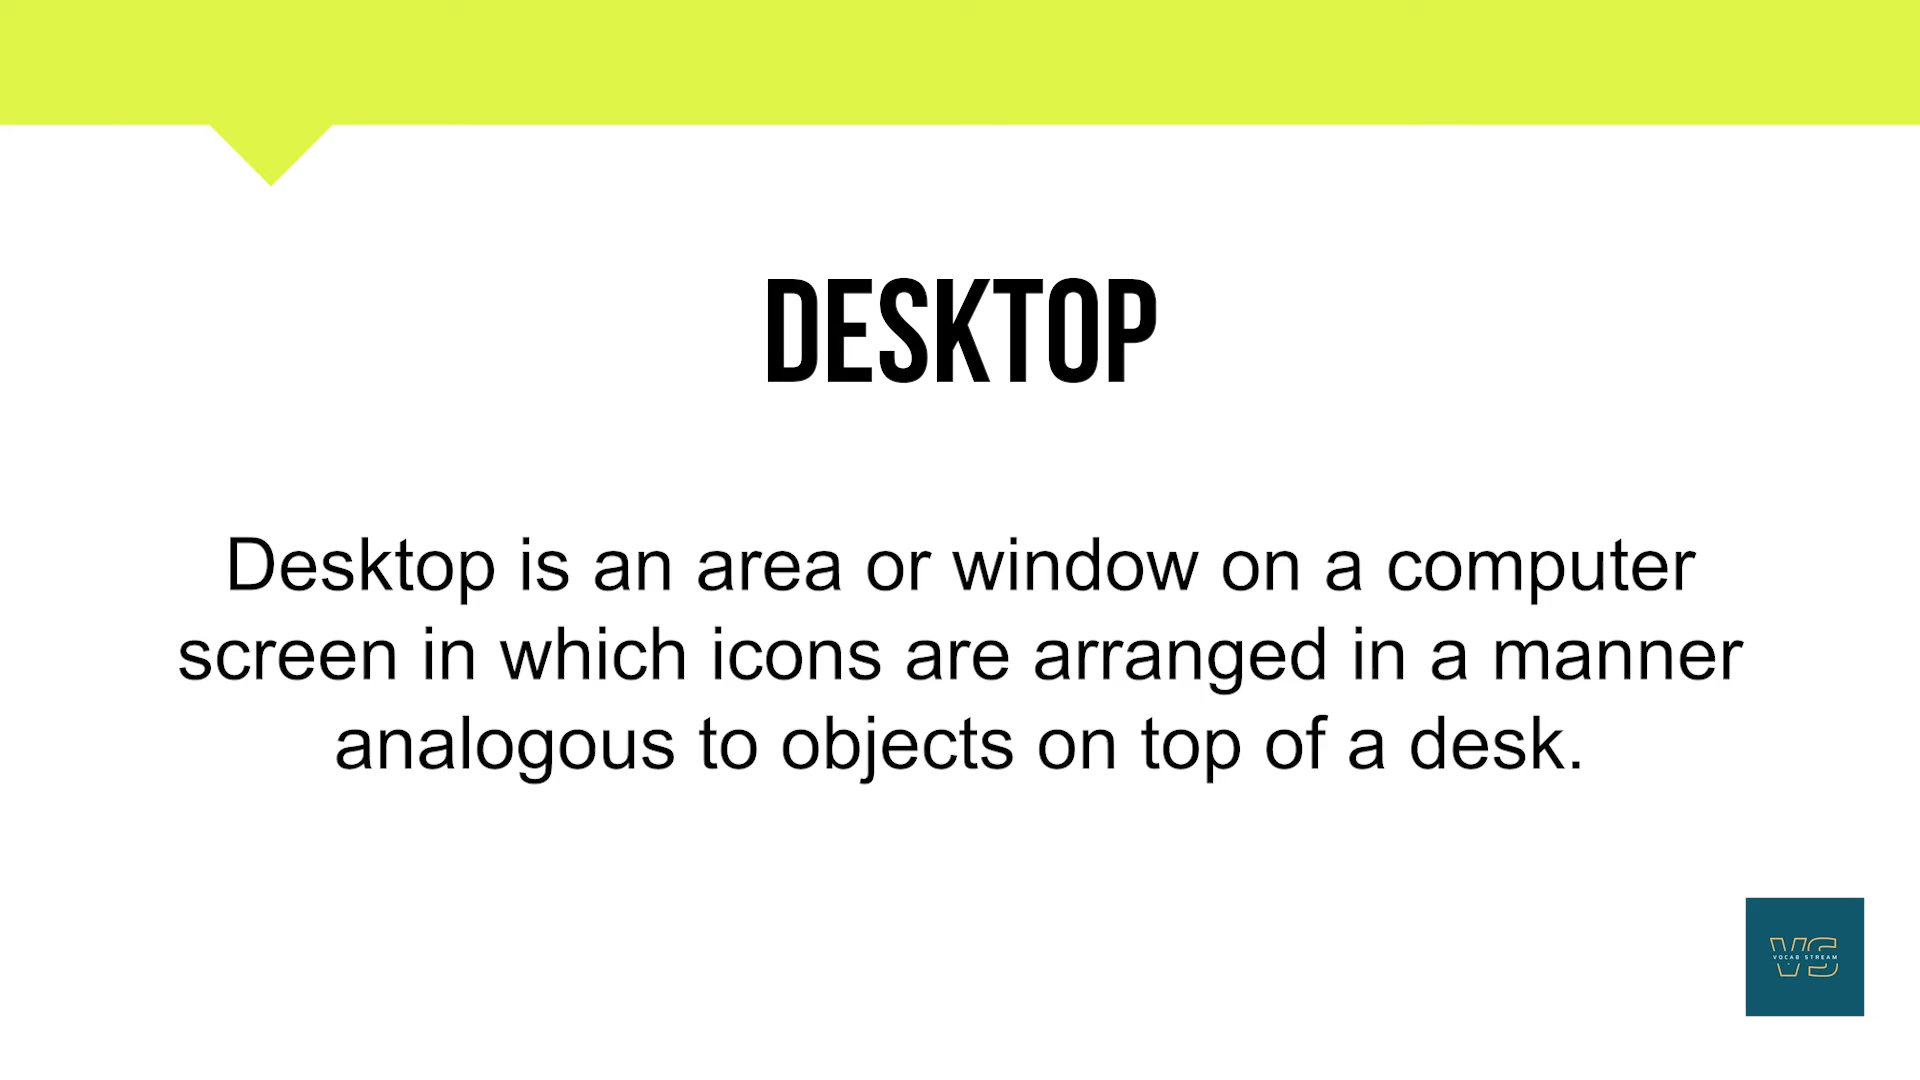 DESKTOP
Desktop is an area or window on a computer
screen in which icons are arranged in a manner
analogous to objects on top of a desk.
VS
VOCAB STREAM